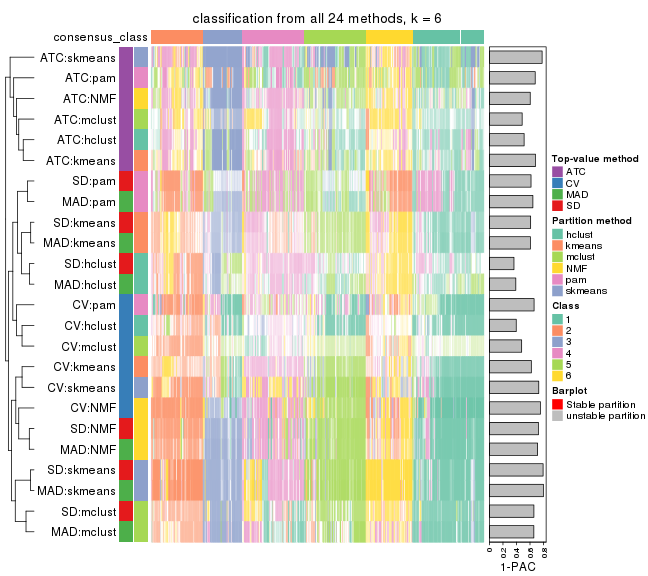 classification from all 24 methods, k = 6
consensus_class
ATC:skmeans
ATC:pam
ATC:NMF
ATC:mclust
ATC:hclust
ATC:kmeans
SD:pam
MAD:pam
SD:kmeans
MAD:kmeans
SD:hclust
MAD:hclust
CV:pam
CV:hclust
CV:mclust
CV:kmeans
CV:skmeans
CV:NMF
SD:NMF
MAD:NMF
SD:skmeans
MAD:skmeans
SD:mclust
MAD:mclust
0 0.2 0.4 0.6 0.8
1-PAC
Top-value method
ATC
CV
MAD
SD
Partition method
hclust
kmeans
mclust
NMF
pam
skmeans
Class
1
2
3
4
5
6
Barplot
Stable partition
unstable partition